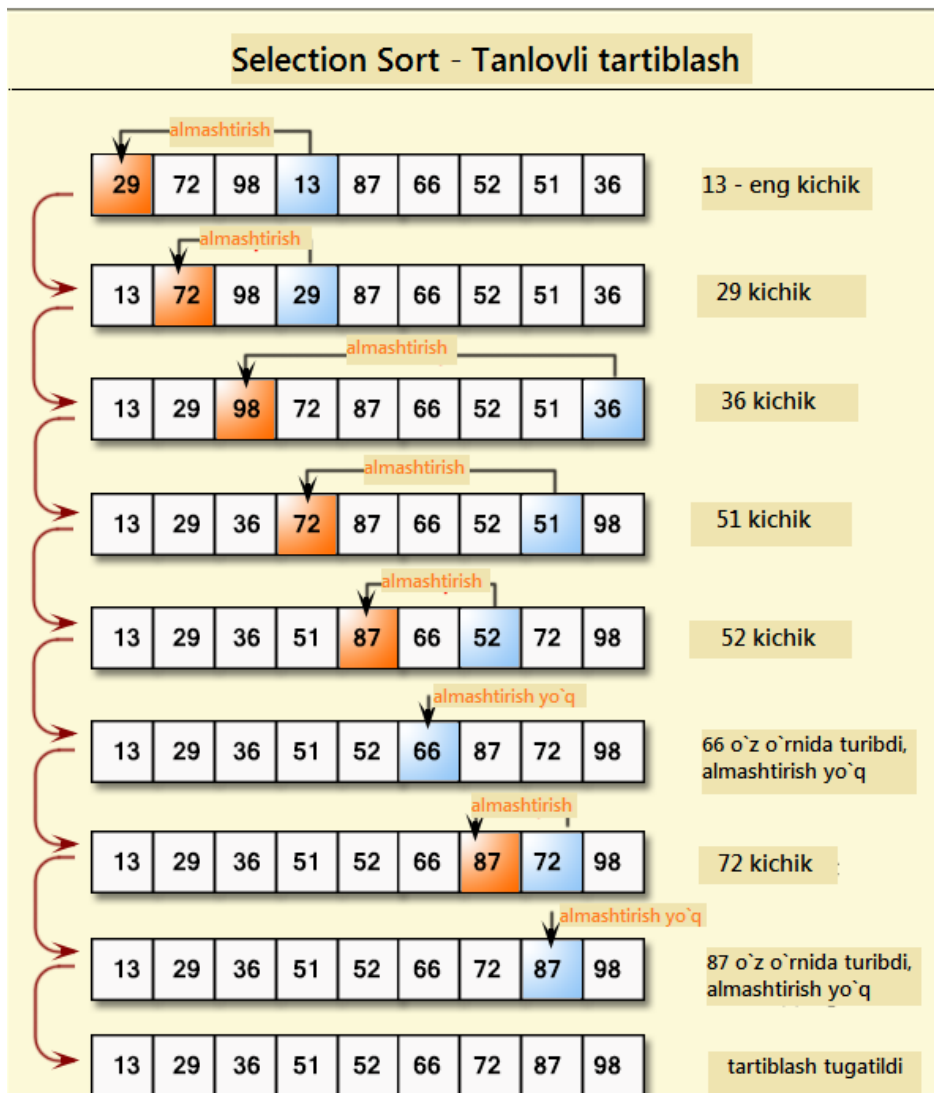 Selection Sort - Tanlovli tartiblash
almashtirish
29 72 98 13 87 66 52 51 36
13 - eng kichik
almashtirish
13 72 98 29 87 66 52 51 36
29 kichik
almashtirish
13 29 98 72 87 66 52 51 36
36 kichik
almashtirish
13 29 36 72 87 66 52 51 98
51 kichik
almashtirish
13 29 36 51 87 66 52 72 98
52 kichik
almashtirish yo`q
13 29 36 51 52 66 87 72 98
66 o`z o`rnida turibdi,
almashtirish yo`q
almashtirish
13 29 36 51 52 66 87 72 98
72 kichik
almashtirish yo`q
13 29 36 51 52 66 72 87 98
87 o`z o`rnida turibdi,
almashtirish yo`q
13 29 36 51 52 66 72 87 98
tartiblash tugatildi